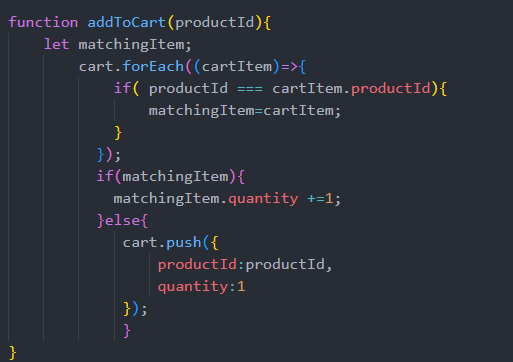 function addToCart(productId){
let matchingItem;
cart.forEach((cartItem)=>{
if( productId === cartItem.productId){
matchingItem=cartItem;
}
});
if(matchingItem){
matchingItem.quantity +=1;
}else{
cart.push({
productId:productId,
quantity:1
});
}
}